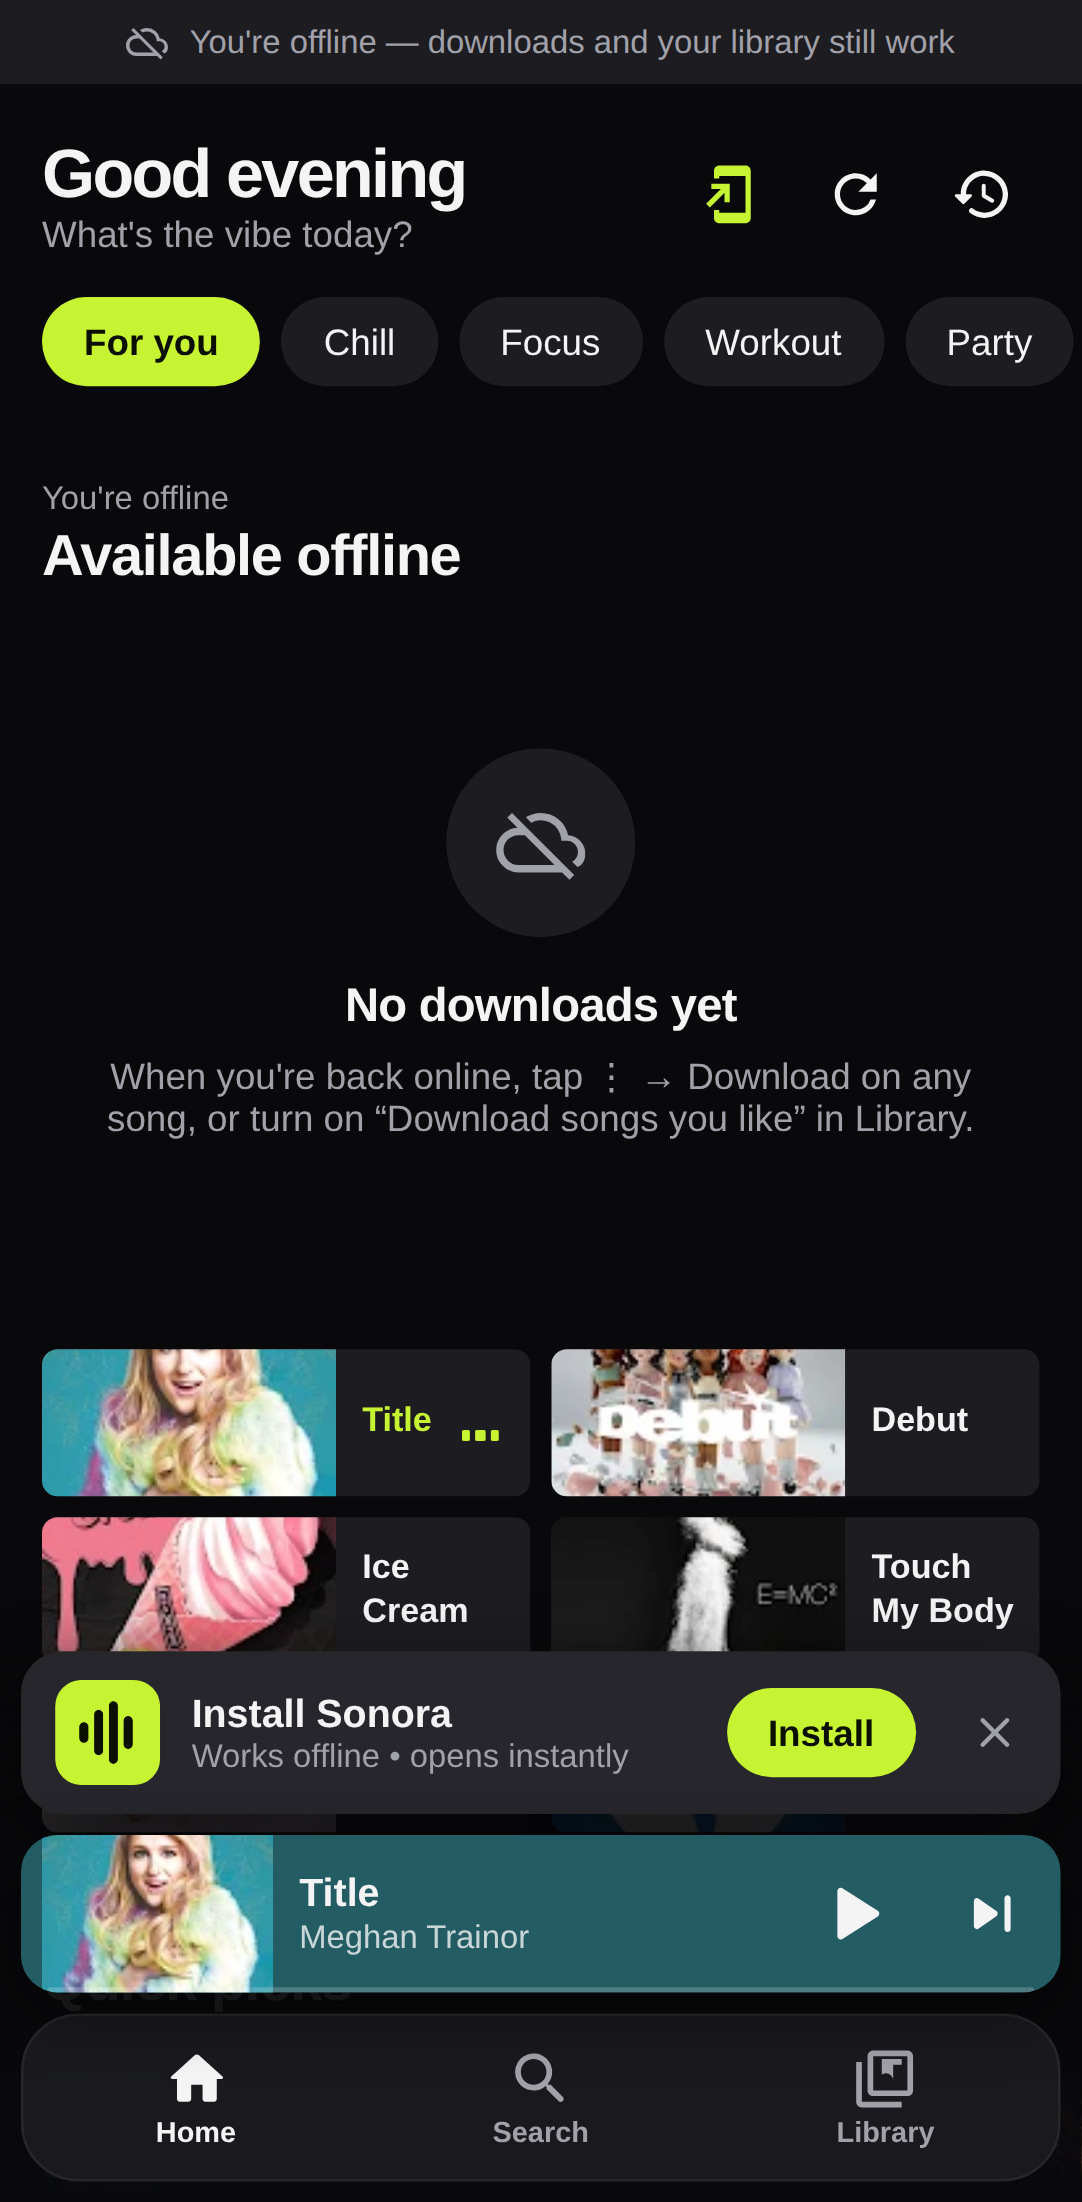 You're offline — downloads and your library still work
Good evening
What's the vibe today?
For you
Chill
Focus
Workout
Party
You're offline
Available offline
No downloads yet
When you're back online, tap ⋮ → Download on any
song, or turn on “Download songs you like” in Library.
Title
Debut
Debut
Ice
Cream
E=MC²
Touch
My Body
Install Sonora
Works offline • opens instantly
Install
Title
Meghan Trainor
Quick picks
Home
Search
Library